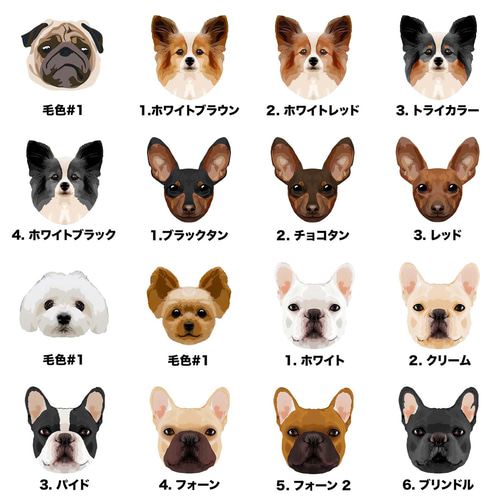 毛色#1
1.ホワイトブラウン
2. ホワイトレッド
3. トライカラー
4. ホワイトブラック
1.ブラックタン
2. チョコタン
3. レッド
毛色#1
毛色#1
1. ホワイト
2. クリーム
3. パイド
4. フォーン
5. フォーン 2
6. ブリンドル